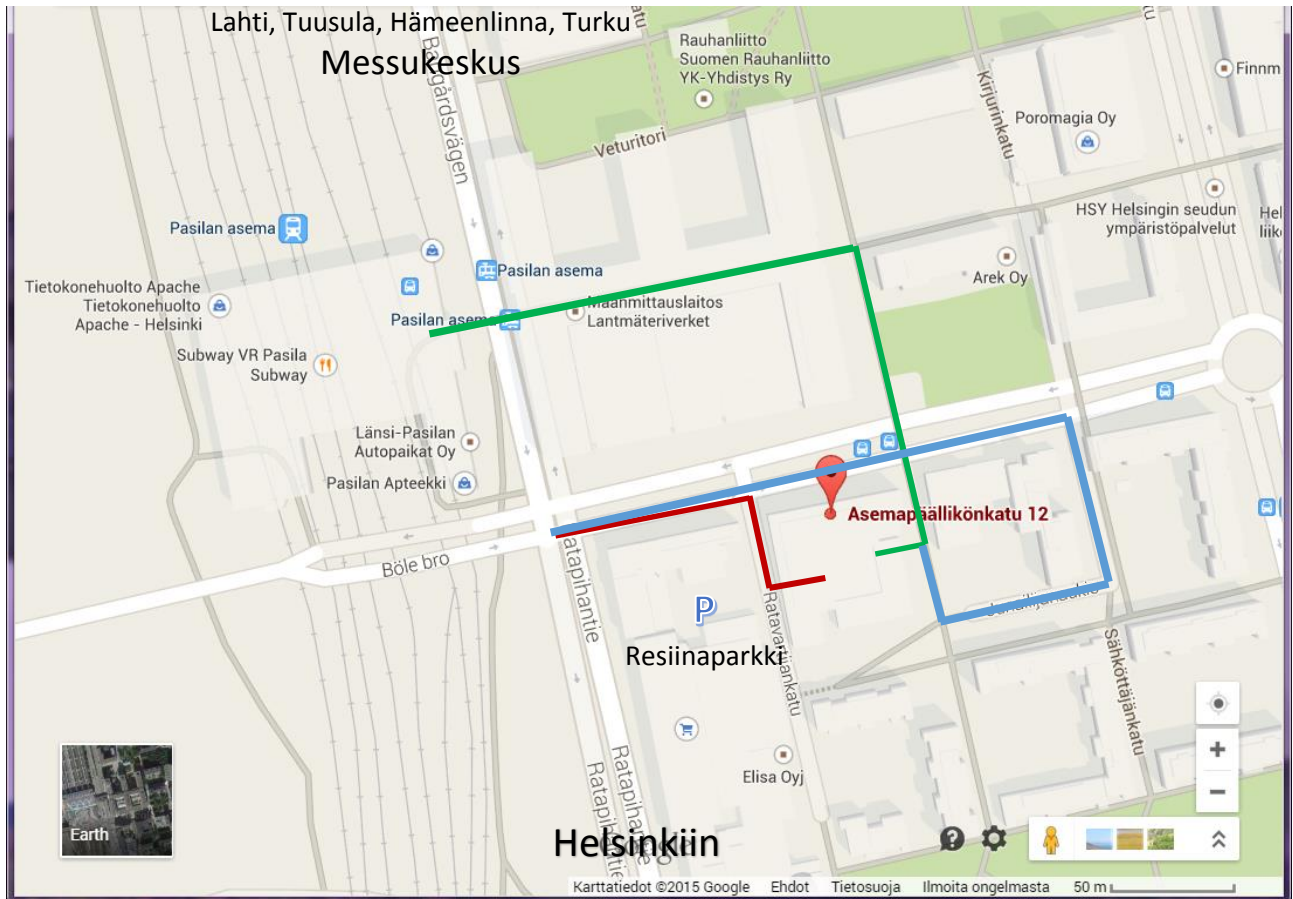 Lahti, Tuusula, Hämeenlinna, Turku
Messukeskus
Rauhanliitto
Suomen Rauhanliitto
YK-Yhdistys Ry
Finnm
Kirjurinkatu
Poromagia Oy
Veturitori
HSY Helsingin seudun
ympäristöpalvelut
Hel
Pasilan asema
Pasilan asema
Arek Oy
Tietokonehuolto Apache
Tietokonehuolto
Apache - Helsinki
Maanmittauslaitos
Lantmäteriverket
Pasilan asema
Subway VR Pasila
Subway
Länsi-Pasilan
Autopaikat Oy
Pasilan Apteekki
Asemapäällikönkatu 12
Böle bro
Ratapihantie
P
Ratavartijankatu
Resiinaparkki
Sähköttäjänkatu
Elisa Oyj
Ratapihantie
Ratapihantie
Earth
Helsinkiin
Karttatiedot ©2015 Google Ehdot Tietosuoja Ilmoita ongelmasta 50 m